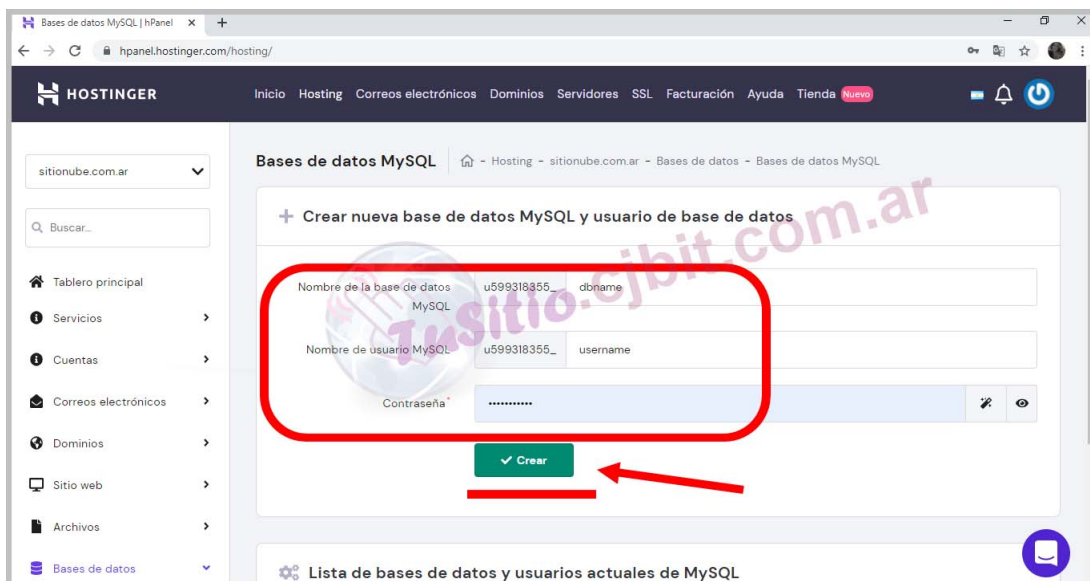 Bases de datos MySQL | hPanel
hpanel.hostinger.com/hosting/
HOSTINGER
Inicio Hosting Correos electrónicos Dominios Servidores SSL Facturación Ayuda Tienda Nuevo
sitionube.com.ar
Bases de datos MySQL - Hosting - sitionube.com.ar - Bases de datos - Bases de datos MySQL
Buscar...
Crear nueva base de datos MySQL y usuario de base de datos
Tablero principal
Servicios
Cuentas
Correos electrónicos
Dominios
Sitio web
Archivos
Bases de datos
Nombre de la base de datos
MySQL
u599318355_ dbname
Nombre de usuario MySQL u599318355_ username
Contraseña*
Crear
TuSitio.cjbit.com.ar
Lista de bases de datos y usuarios actuales de MySQL